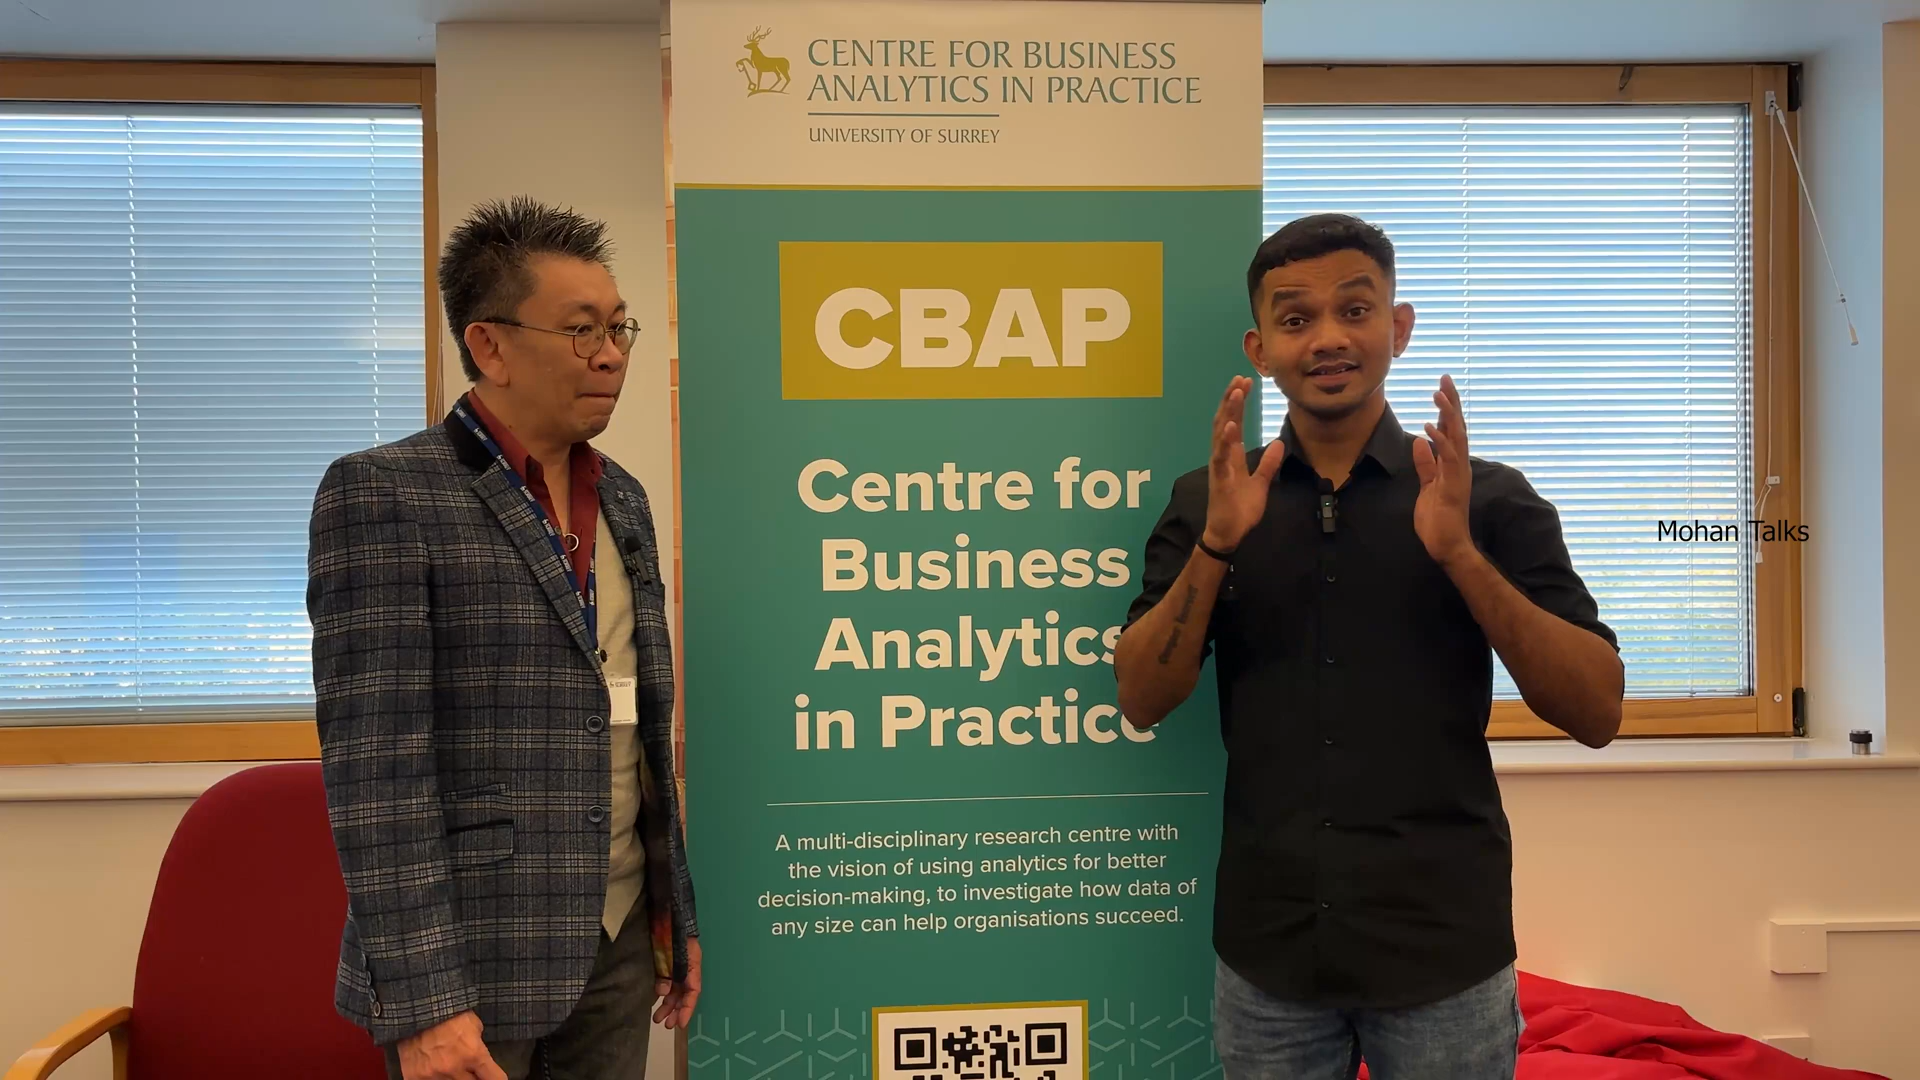 CENTRE FOR BUSINESS
ANALYTICS IN PRACTICE
UNIVERSITY OF SURREY
CBAP
Centre for
Business
Analytics
in Practice
A multi-disciplinary research centre with
the vision of using analytics for better
decision-making, to investigate how data of
any size can help organisations succeed.
Mohan Talks